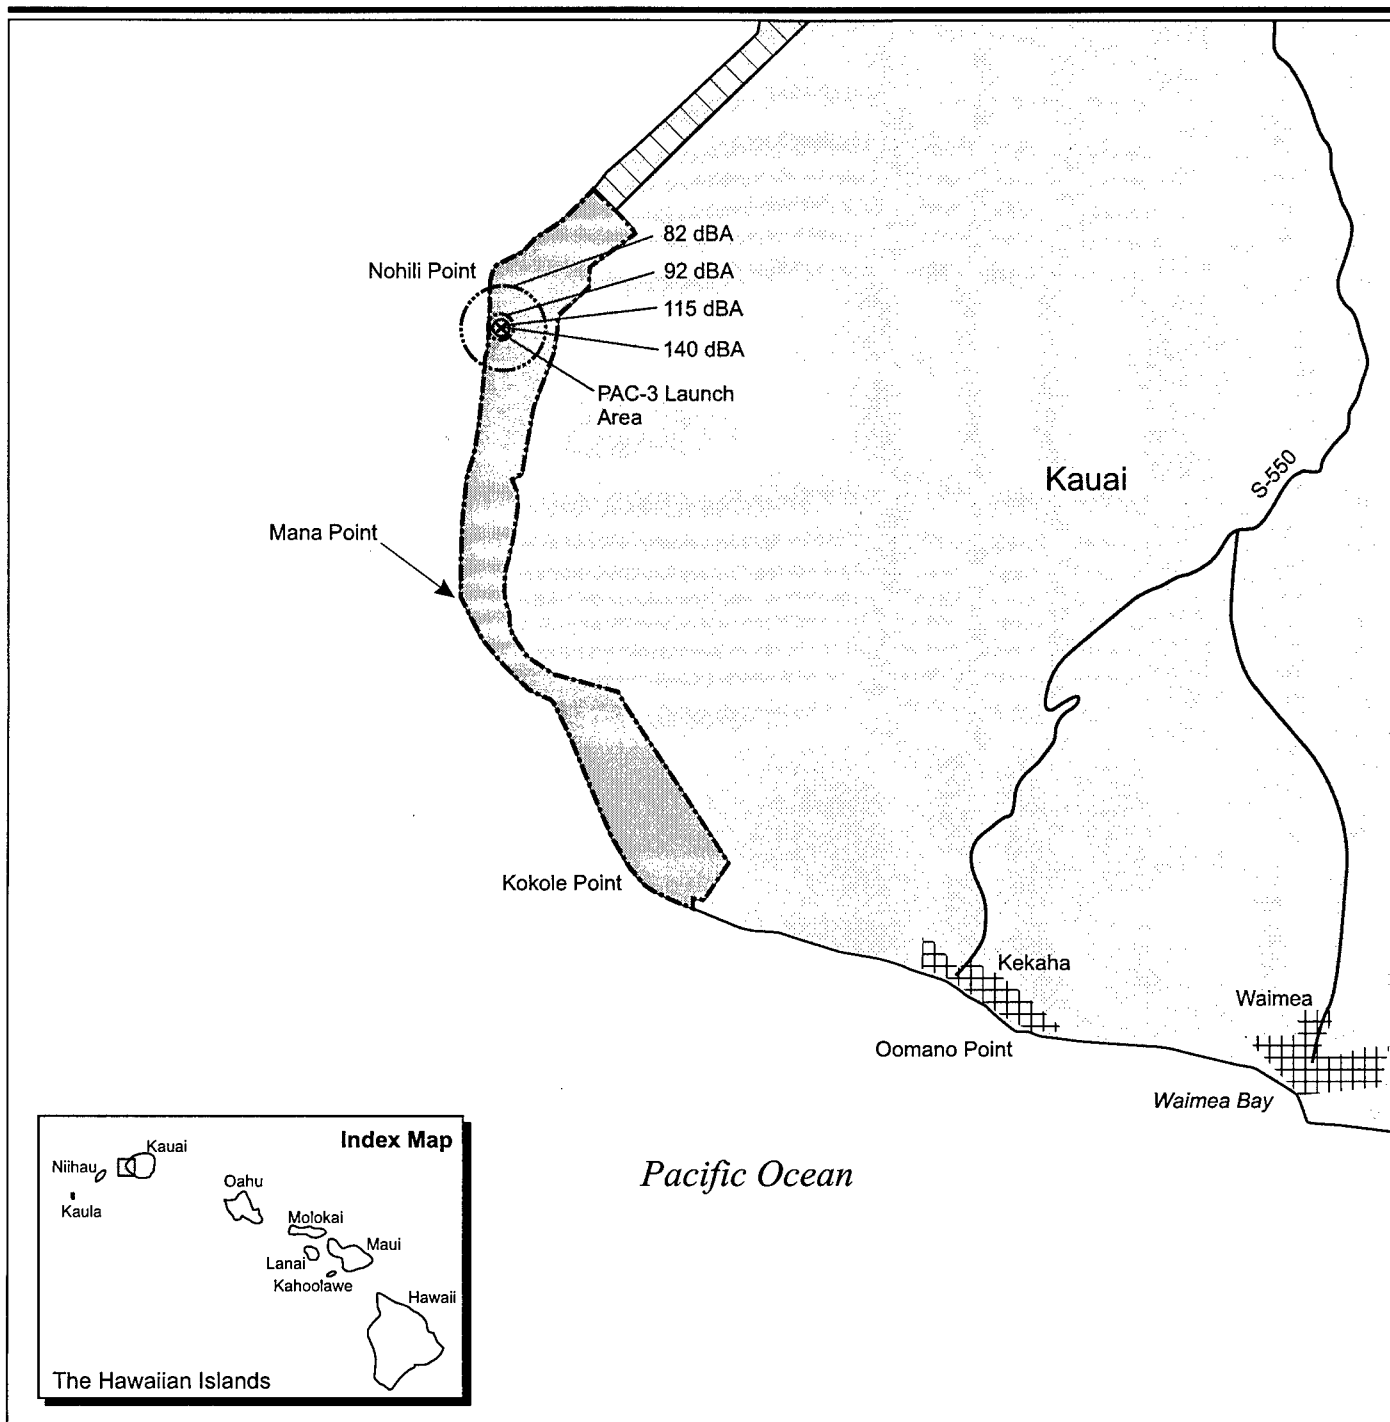 82 dBA
Nohili Point
92 dBA
115 dBA
140 dBA
PAC-3 Launch
Area
Kauai
S-550
Mana Point
Kokole Point
Kekaha
Waimea
Oomano Point
Waimea Bay
Pacific Ocean
Index Map
Kauai
Niihau
Kaula
Oahu
Molokai
Maui
Lanai
Kahoolawe
Hawaii
The Hawaiian Islands